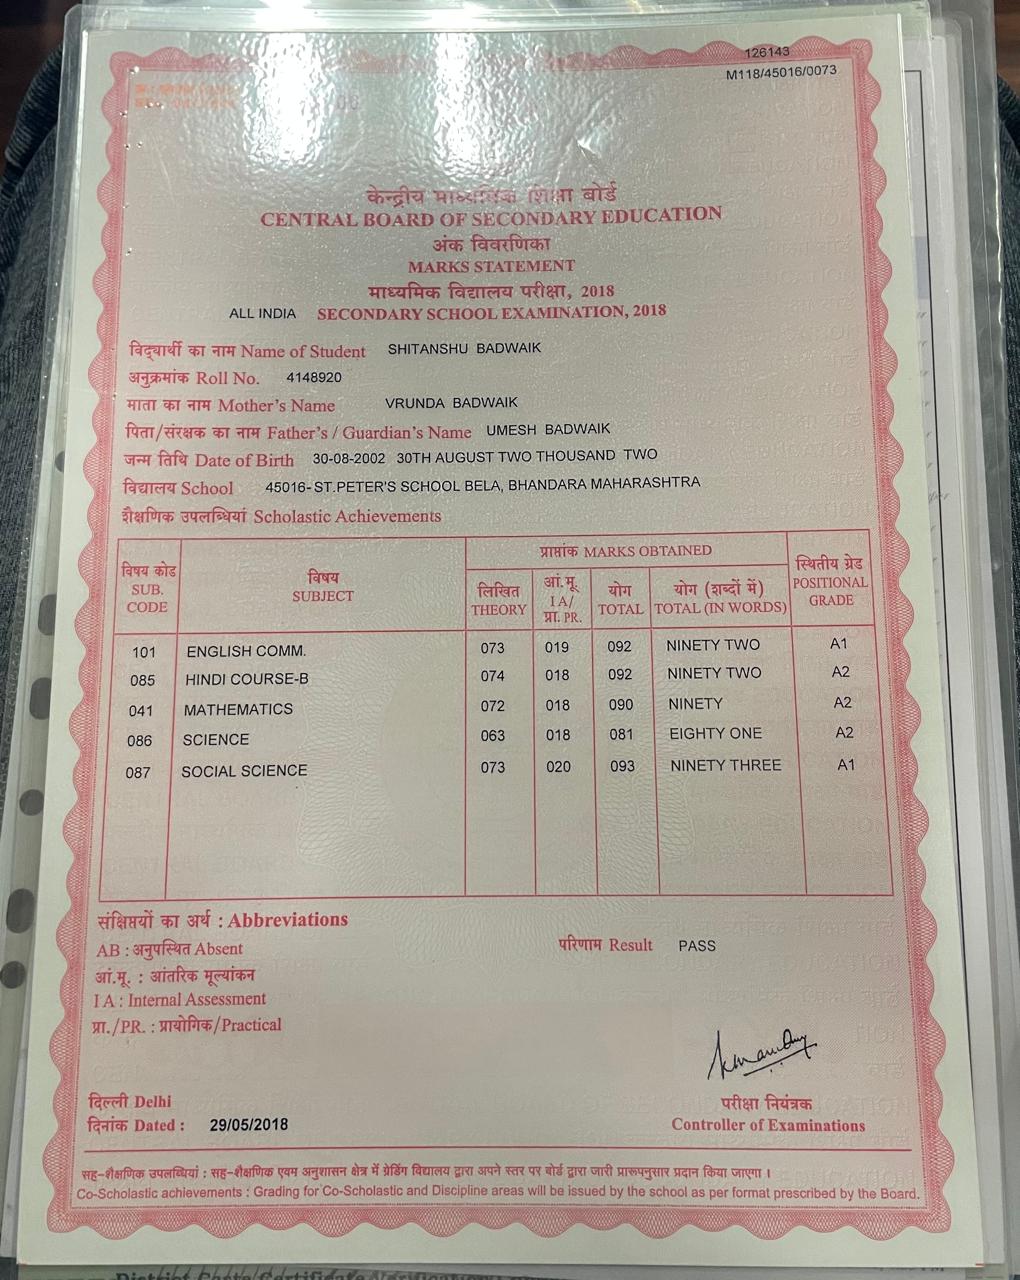 126143
M118/45016/0073
केन्द्रीय माध्यमिक शिक्षा बोर्ड
CENTRAL BOARD OF SECONDARY EDUCATION
अंक विवरणिका
MARKS STATEMENT
माध्यमिक विद्यालय परीक्षा, 2018
ALL INDIA SECONDARY SCHOOL EXAMINATION, 2018
विद्यार्थी का नाम Name of Student SHITANSHU BADWAIK
अनुक्रमांक Roll No. 4148920
माता का नाम Mother's Name VRUNDA BADWAIK
पिता/संरक्षक का नाम Father's / Guardian's Name UMESH BADWAIK
जन्म तिथि Date of Birth 30-08-2002 30TH AUGUST TWO THOUSAND TWO
विद्यालय School 45016-ST.PETER'S SCHOOL BELA, BHANDARA MAHARASHTRA
शैक्षणिक उपलब्धियां Scholastic Achievements
विषय कोड SUB. CODE
विषय SUBJECT
प्राप्तांक MARKS OBTAINED
लिखित THEORY
आं.मू. I A/ प्रा. PR.
योग TOTAL
योग (शब्दों में) TOTAL (IN WORDS)
स्थितीय ग्रेड POSITIONAL GRADE
101 ENGLISH COMM. 073 019 092 NINETY TWO A1
085 HINDI COURSE-B 074 018 092 NINETY TWO A2
041 MATHEMATICS 072 018 090 NINETY A2
086 SCIENCE 063 018 081 EIGHTY ONE A2
087 SOCIAL SCIENCE 073 020 093 NINETY THREE A1
संक्षिप्तियों का अर्थ : Abbreviations
AB : अनुपस्थित Absent
परिणाम Result PASS
आं.मू. : आंतरिक मूल्यांकन
I A : Internal Assessment
प्रा./PR. : प्रायोगिक/Practical
दिल्ली Delhi
दिनांक Dated : 29/05/2018
परीक्षा नियंत्रक
Controller of Examinations
सह-शैक्षणिक उपलब्धियां : सह-शैक्षणिक एवम अनुशासन क्षेत्र में ग्रेडिंग विद्यालय द्वारा अपने स्तर पर बोर्ड द्वारा जारी प्रारूपनुसार प्रदान किया जाएगा ।
Co-Scholastic achievements : Grading for Co-Scholastic and Discipline areas will be issued by the school as per format prescribed by the Board.